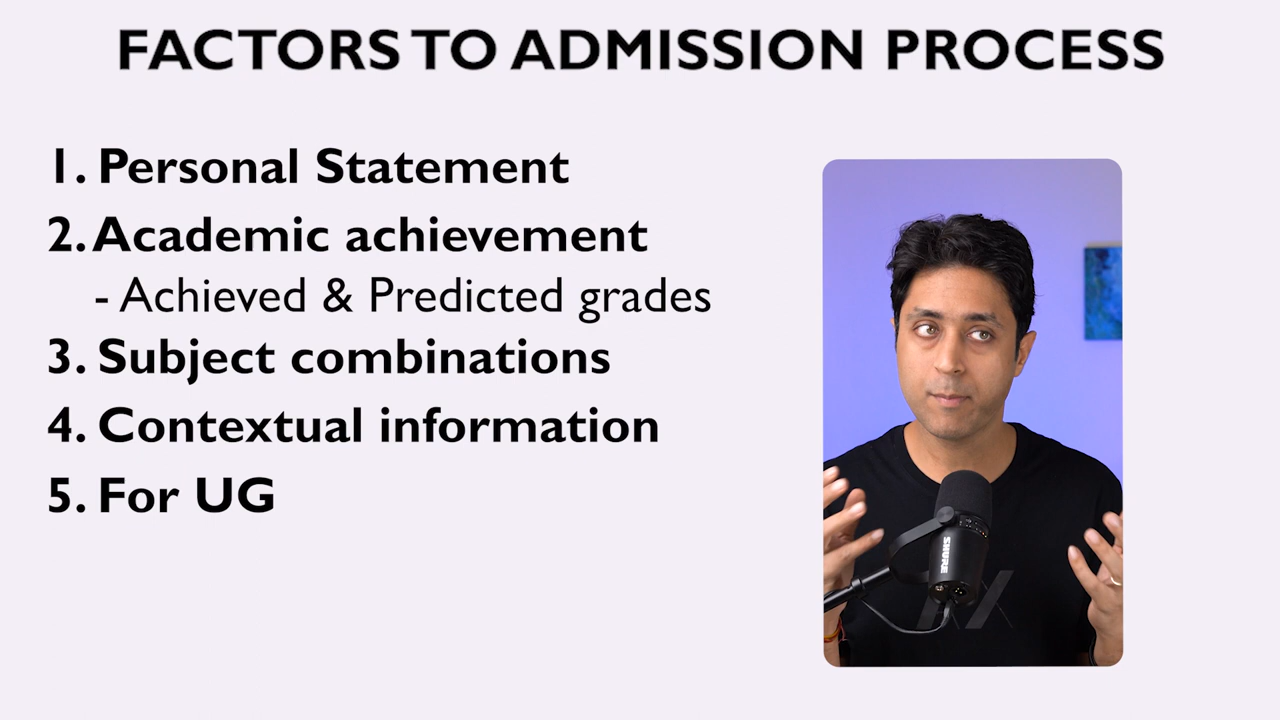 FACTORS TO ADMISSION PROCESS
1. Personal Statement
2. Academic achievement
- Achieved & Predicted grades
3. Subject combinations
4. Contextual information
5. For UG
SHURE